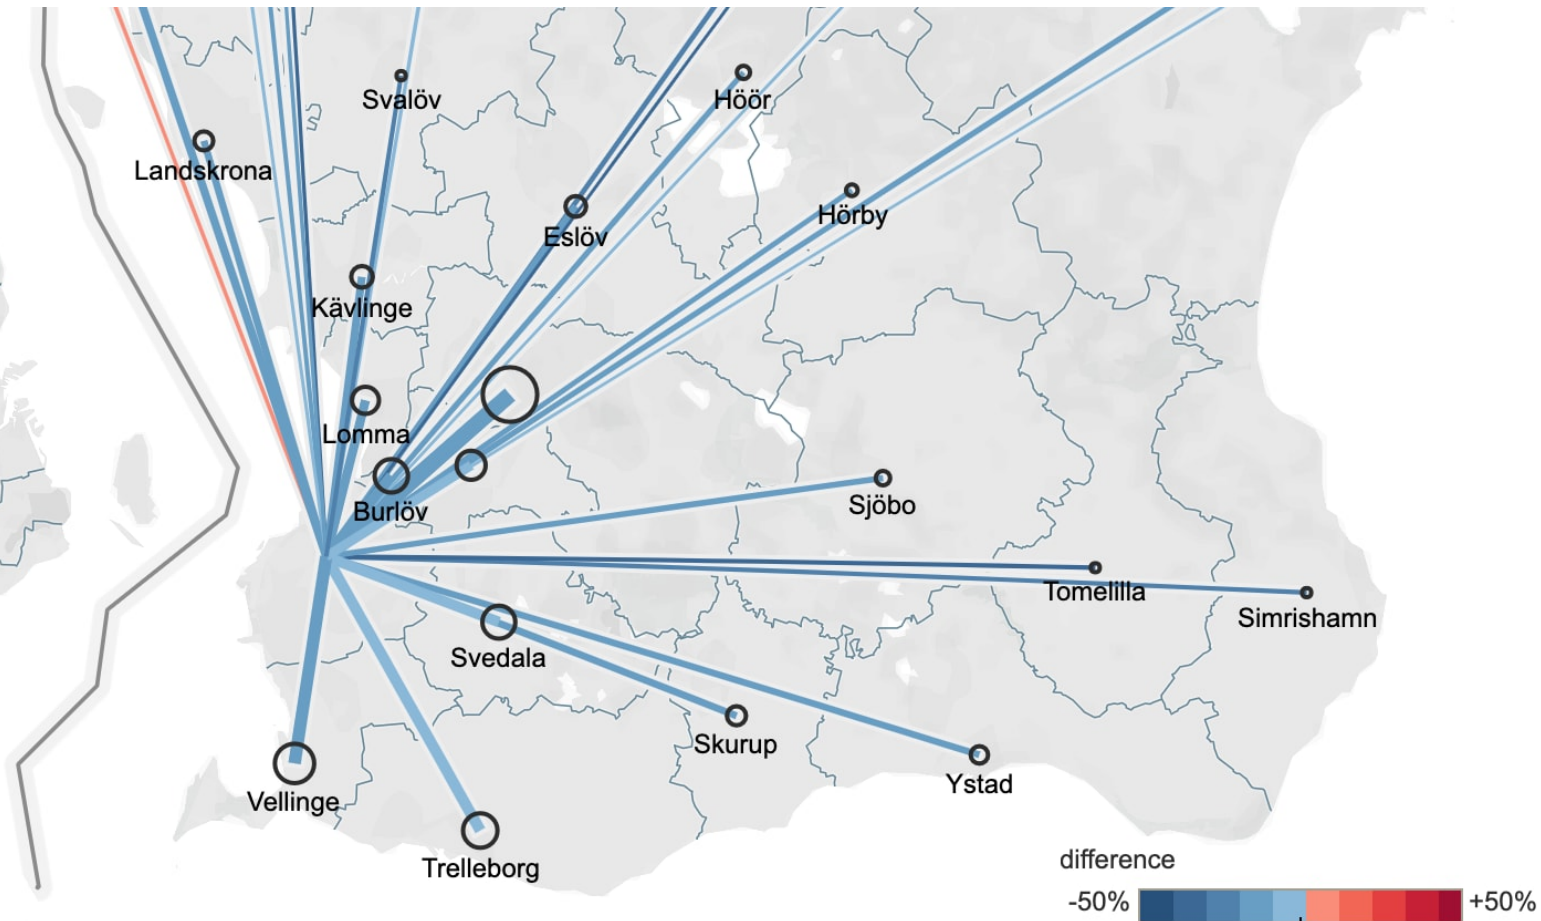 Svalöv
Höör
Landskrona
Hörby
Eslöv
Kävlinge
Lomma
Sjöbo
Burlöv
Tomelilla
Simrishamn
Svedala
Skurup
Ystad
Vellinge
Trelleborg
difference
-50% +50%